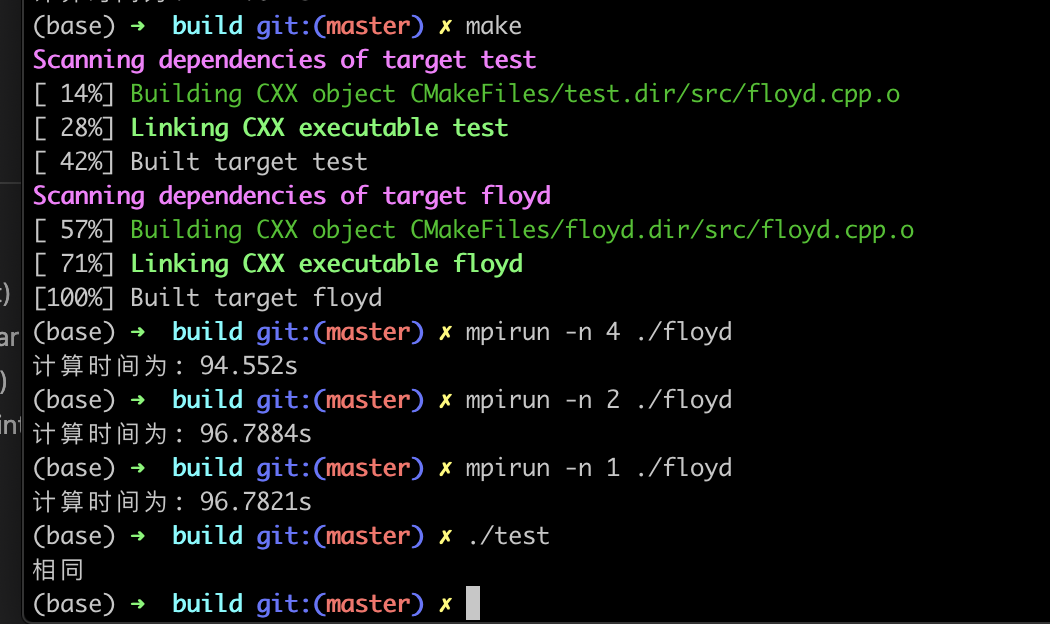 (base) ➜ build git:(master) ✗ make
Scanning dependencies of target test
[ 14%] Building CXX object CMakeFiles/test.dir/src/floyd.cpp.o
[ 28%] Linking CXX executable test
[ 42%] Built target test
Scanning dependencies of target floyd
[ 57%] Building CXX object CMakeFiles/floyd.dir/src/floyd.cpp.o
[ 71%] Linking CXX executable floyd
[100%] Built target floyd
(base) ➜ build git:(master) ✗ mpirun -n 4 ./floyd
计算时间为: 94.552s
(base) ➜ build git:(master) ✗ mpirun -n 2 ./floyd
计算时间为: 96.7884s
(base) ➜ build git:(master) ✗ mpirun -n 1 ./floyd
计算时间为: 96.7821s
(base) ➜ build git:(master) ✗ ./test
相同
(base) ➜ build git:(master) ✗